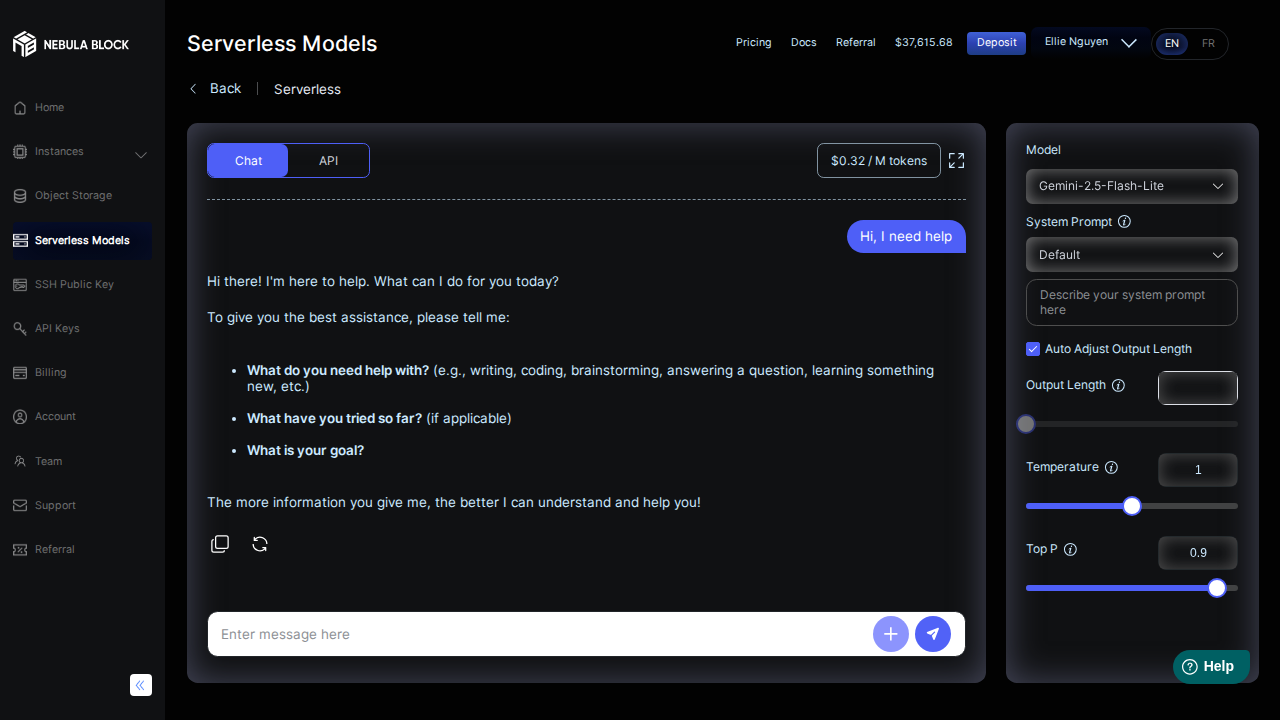 NEBULA BLOCK
Home
Instances
Object Storage
Serverless Models
SSH Public Key
API Keys
Billing
Account
Team
Support
Referral
Serverless Models
Pricing
Docs
Referral
$37,615.68
Deposit
Ellie Nguyen
EN
FR
Back
Serverless
Chat
API
$0.32 / M tokens
Hi, I need help
Hi there! I'm here to help. What can I do for you today?
To give you the best assistance, please tell me:
• What do you need help with? (e.g., writing, coding, brainstorming, answering a question, learning something
new, etc.)
• What have you tried so far? (if applicable)
• What is your goal?
The more information you give me, the better I can understand and help you!
Enter message here
Model
Gemini-2.5-Flash-Lite
System Prompt
Default
Describe your system prompt
here
Auto Adjust Output Length
Output Length
Temperature
1
Top P
0.9
Help